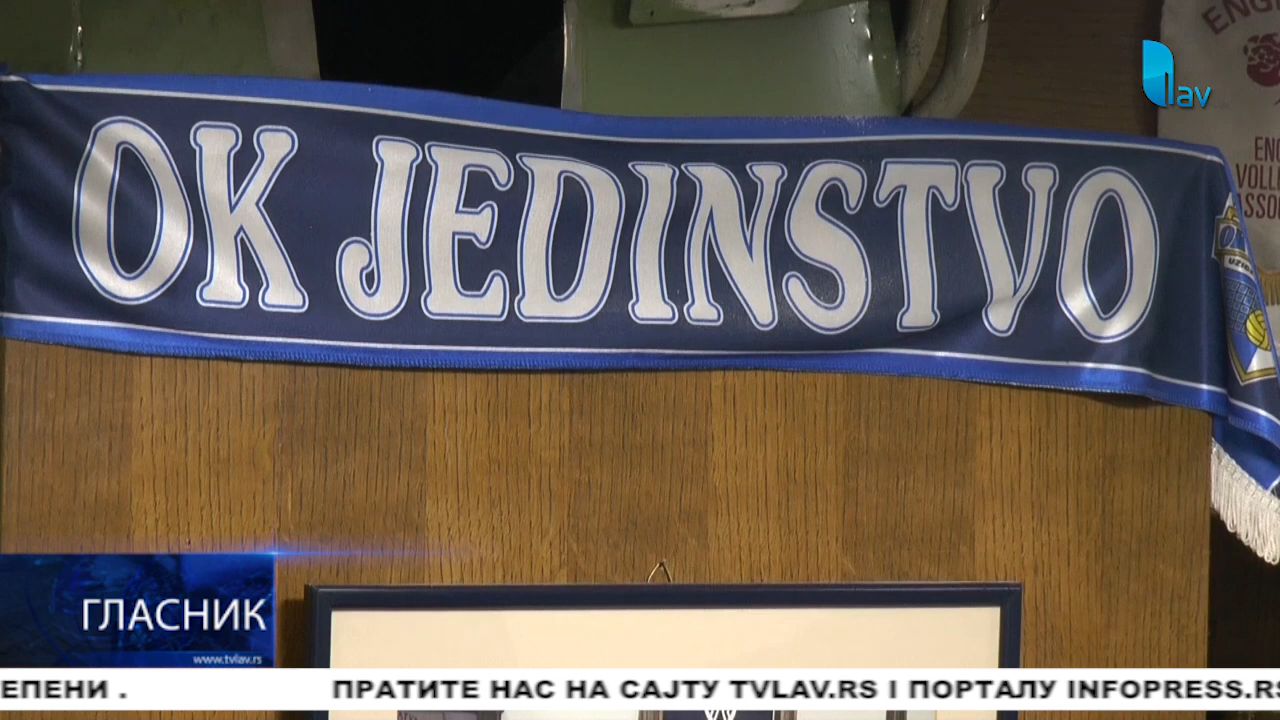 OK JEDINSTVO
lav
ГЛАСНИК
www.tvlav.rs
ЕПЕНИ .
ПРАТИТЕ НАС НА САЈТУ TVLAV.RS I ПОРТАЛУ INFOPRESS.RS